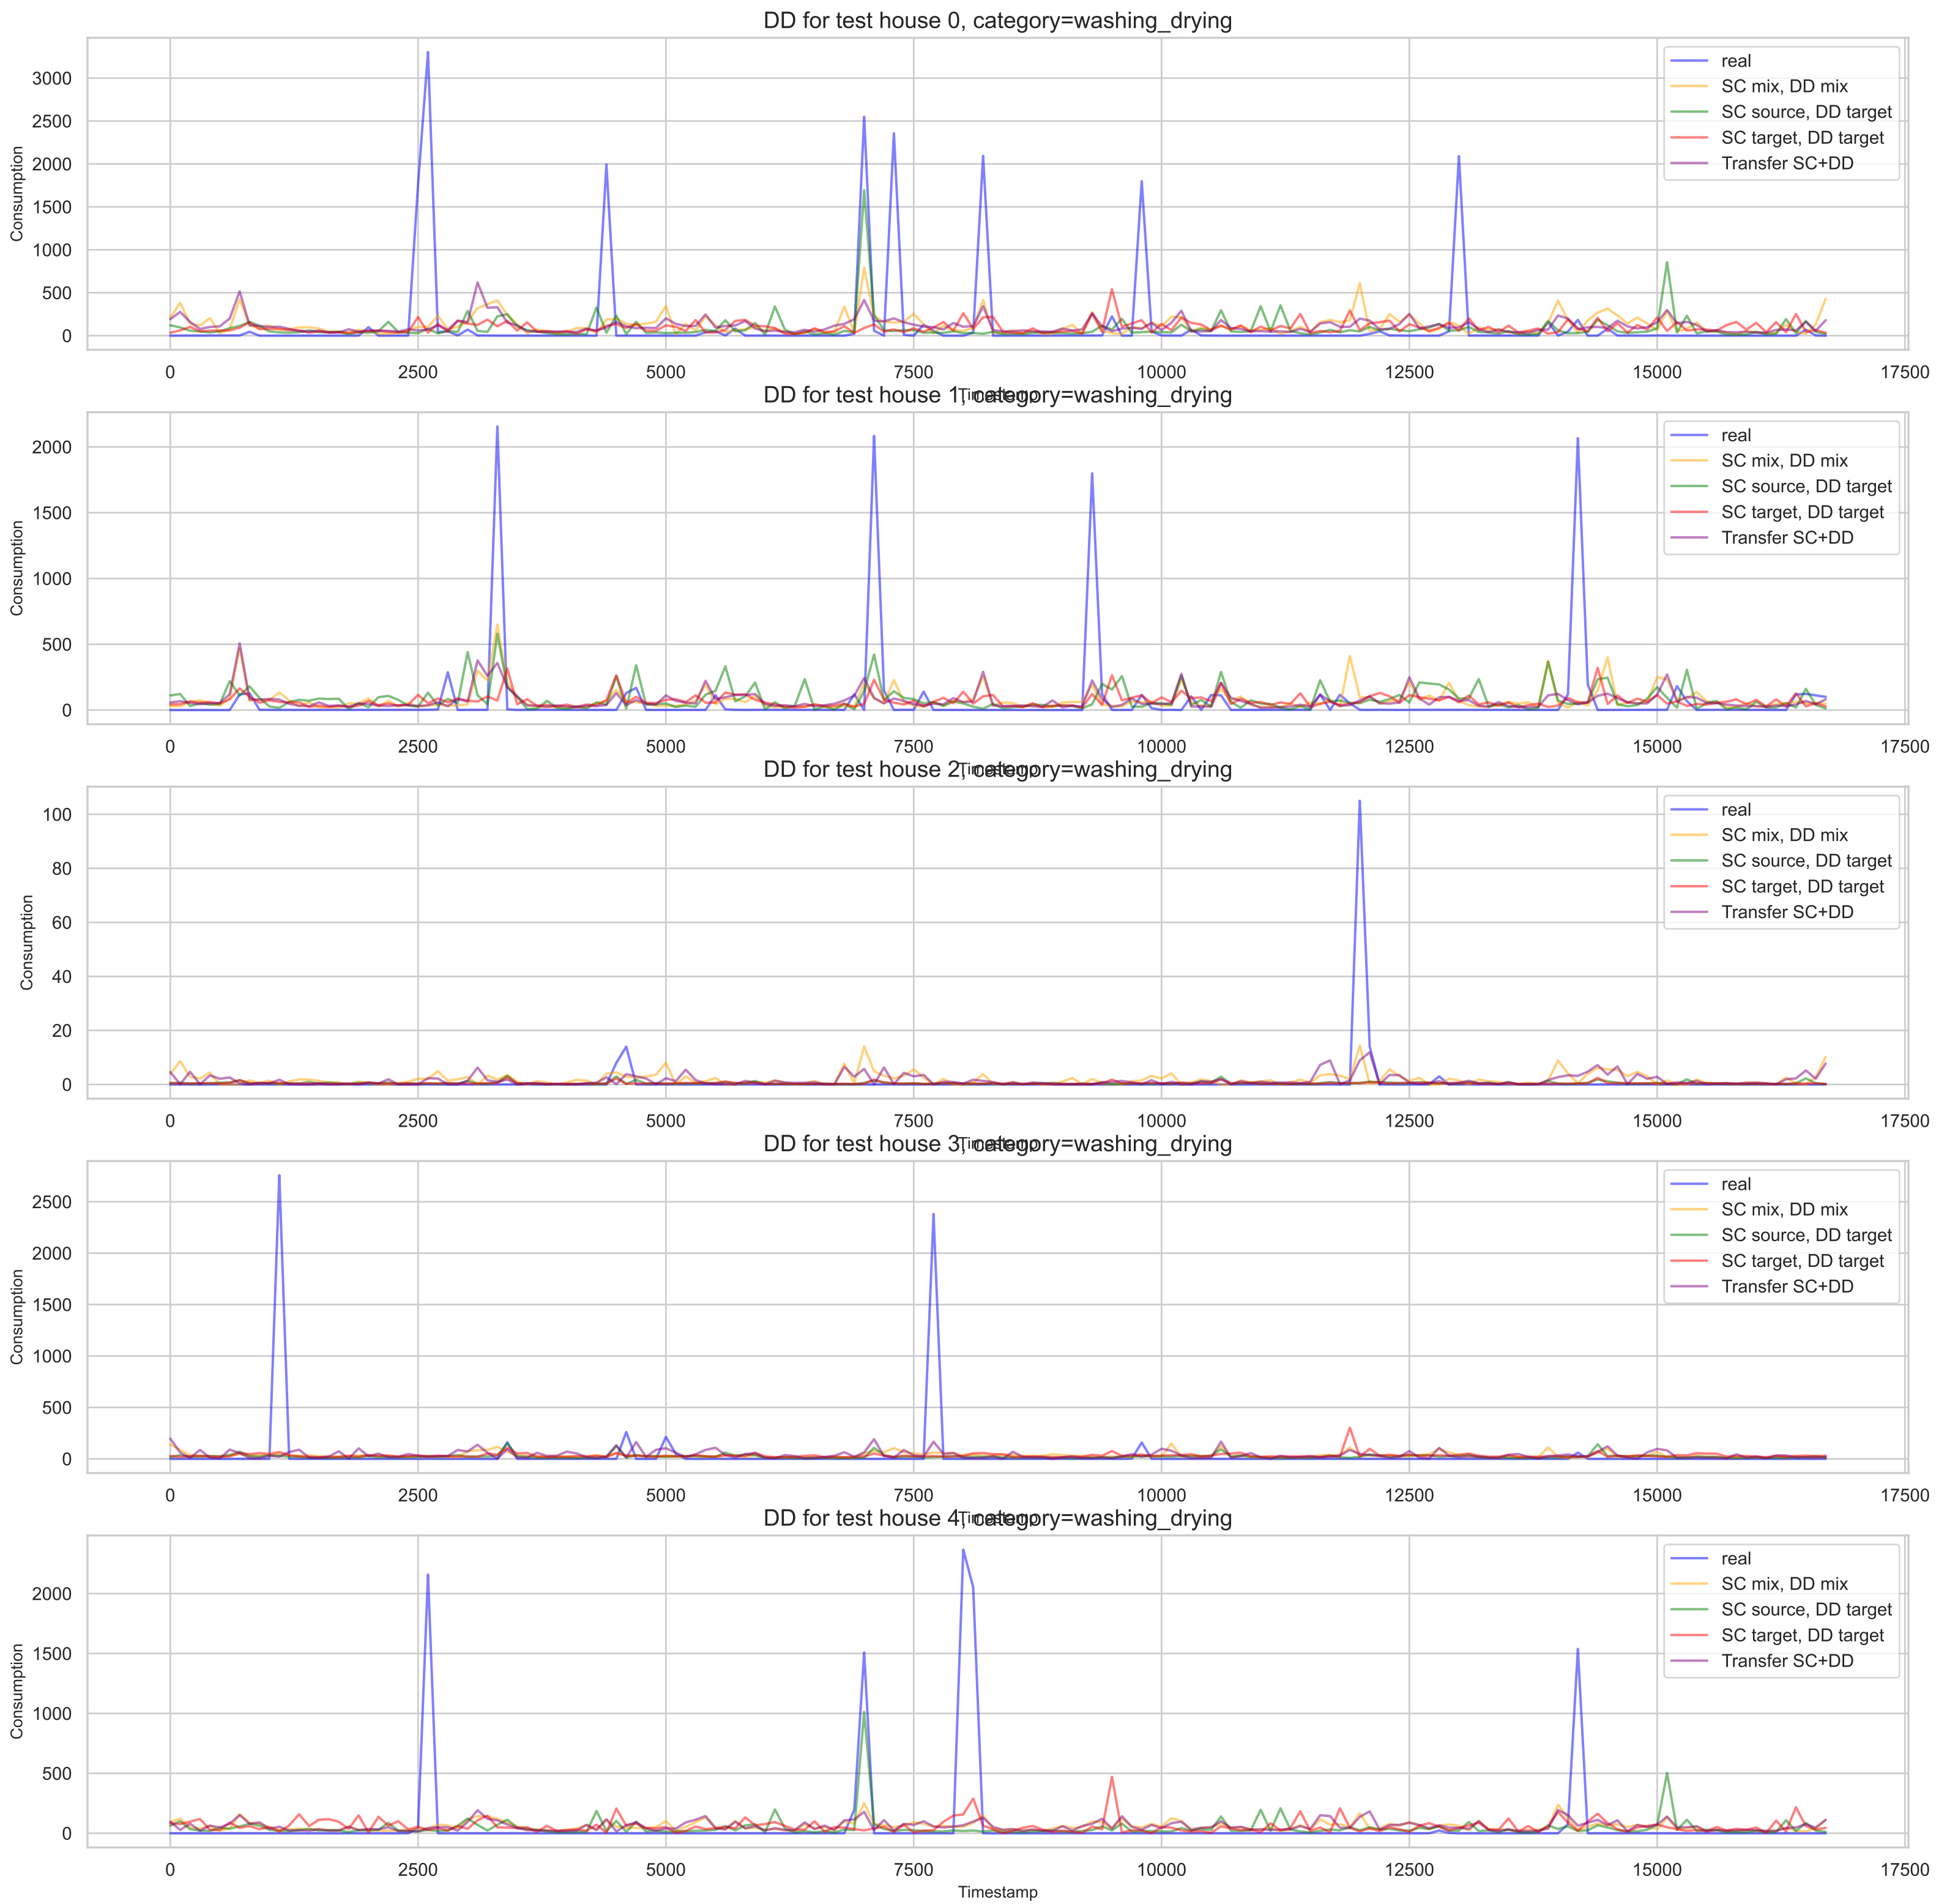 DD for test house 0, category=washing_drying
Consumption
3000
2500
2000
1500
1000
500
0
real
SC mix, DD mix
SC source, DD target
SC target, DD target
Transfer SC+DD
0 2500 5000 7500 10000 12500 15000 17500
Timestamp
DD for test house 1, category=washing_drying
Consumption
2000
1500
1000
500
0
real
SC mix, DD mix
SC source, DD target
SC target, DD target
Transfer SC+DD
0 2500 5000 7500 10000 12500 15000 17500
Timestamp
DD for test house 2, category=washing_drying
Consumption
100
80
60
40
20
0
real
SC mix, DD mix
SC source, DD target
SC target, DD target
Transfer SC+DD
0 2500 5000 7500 10000 12500 15000 17500
Timestamp
DD for test house 3, category=washing_drying
Consumption
2500
2000
1500
1000
500
0
real
SC mix, DD mix
SC source, DD target
SC target, DD target
Transfer SC+DD
0 2500 5000 7500 10000 12500 15000 17500
Timestamp
DD for test house 4, category=washing_drying
Consumption
2000
1500
1000
500
0
real
SC mix, DD mix
SC source, DD target
SC target, DD target
Transfer SC+DD
0 2500 5000 7500 10000 12500 15000 17500
Timestamp